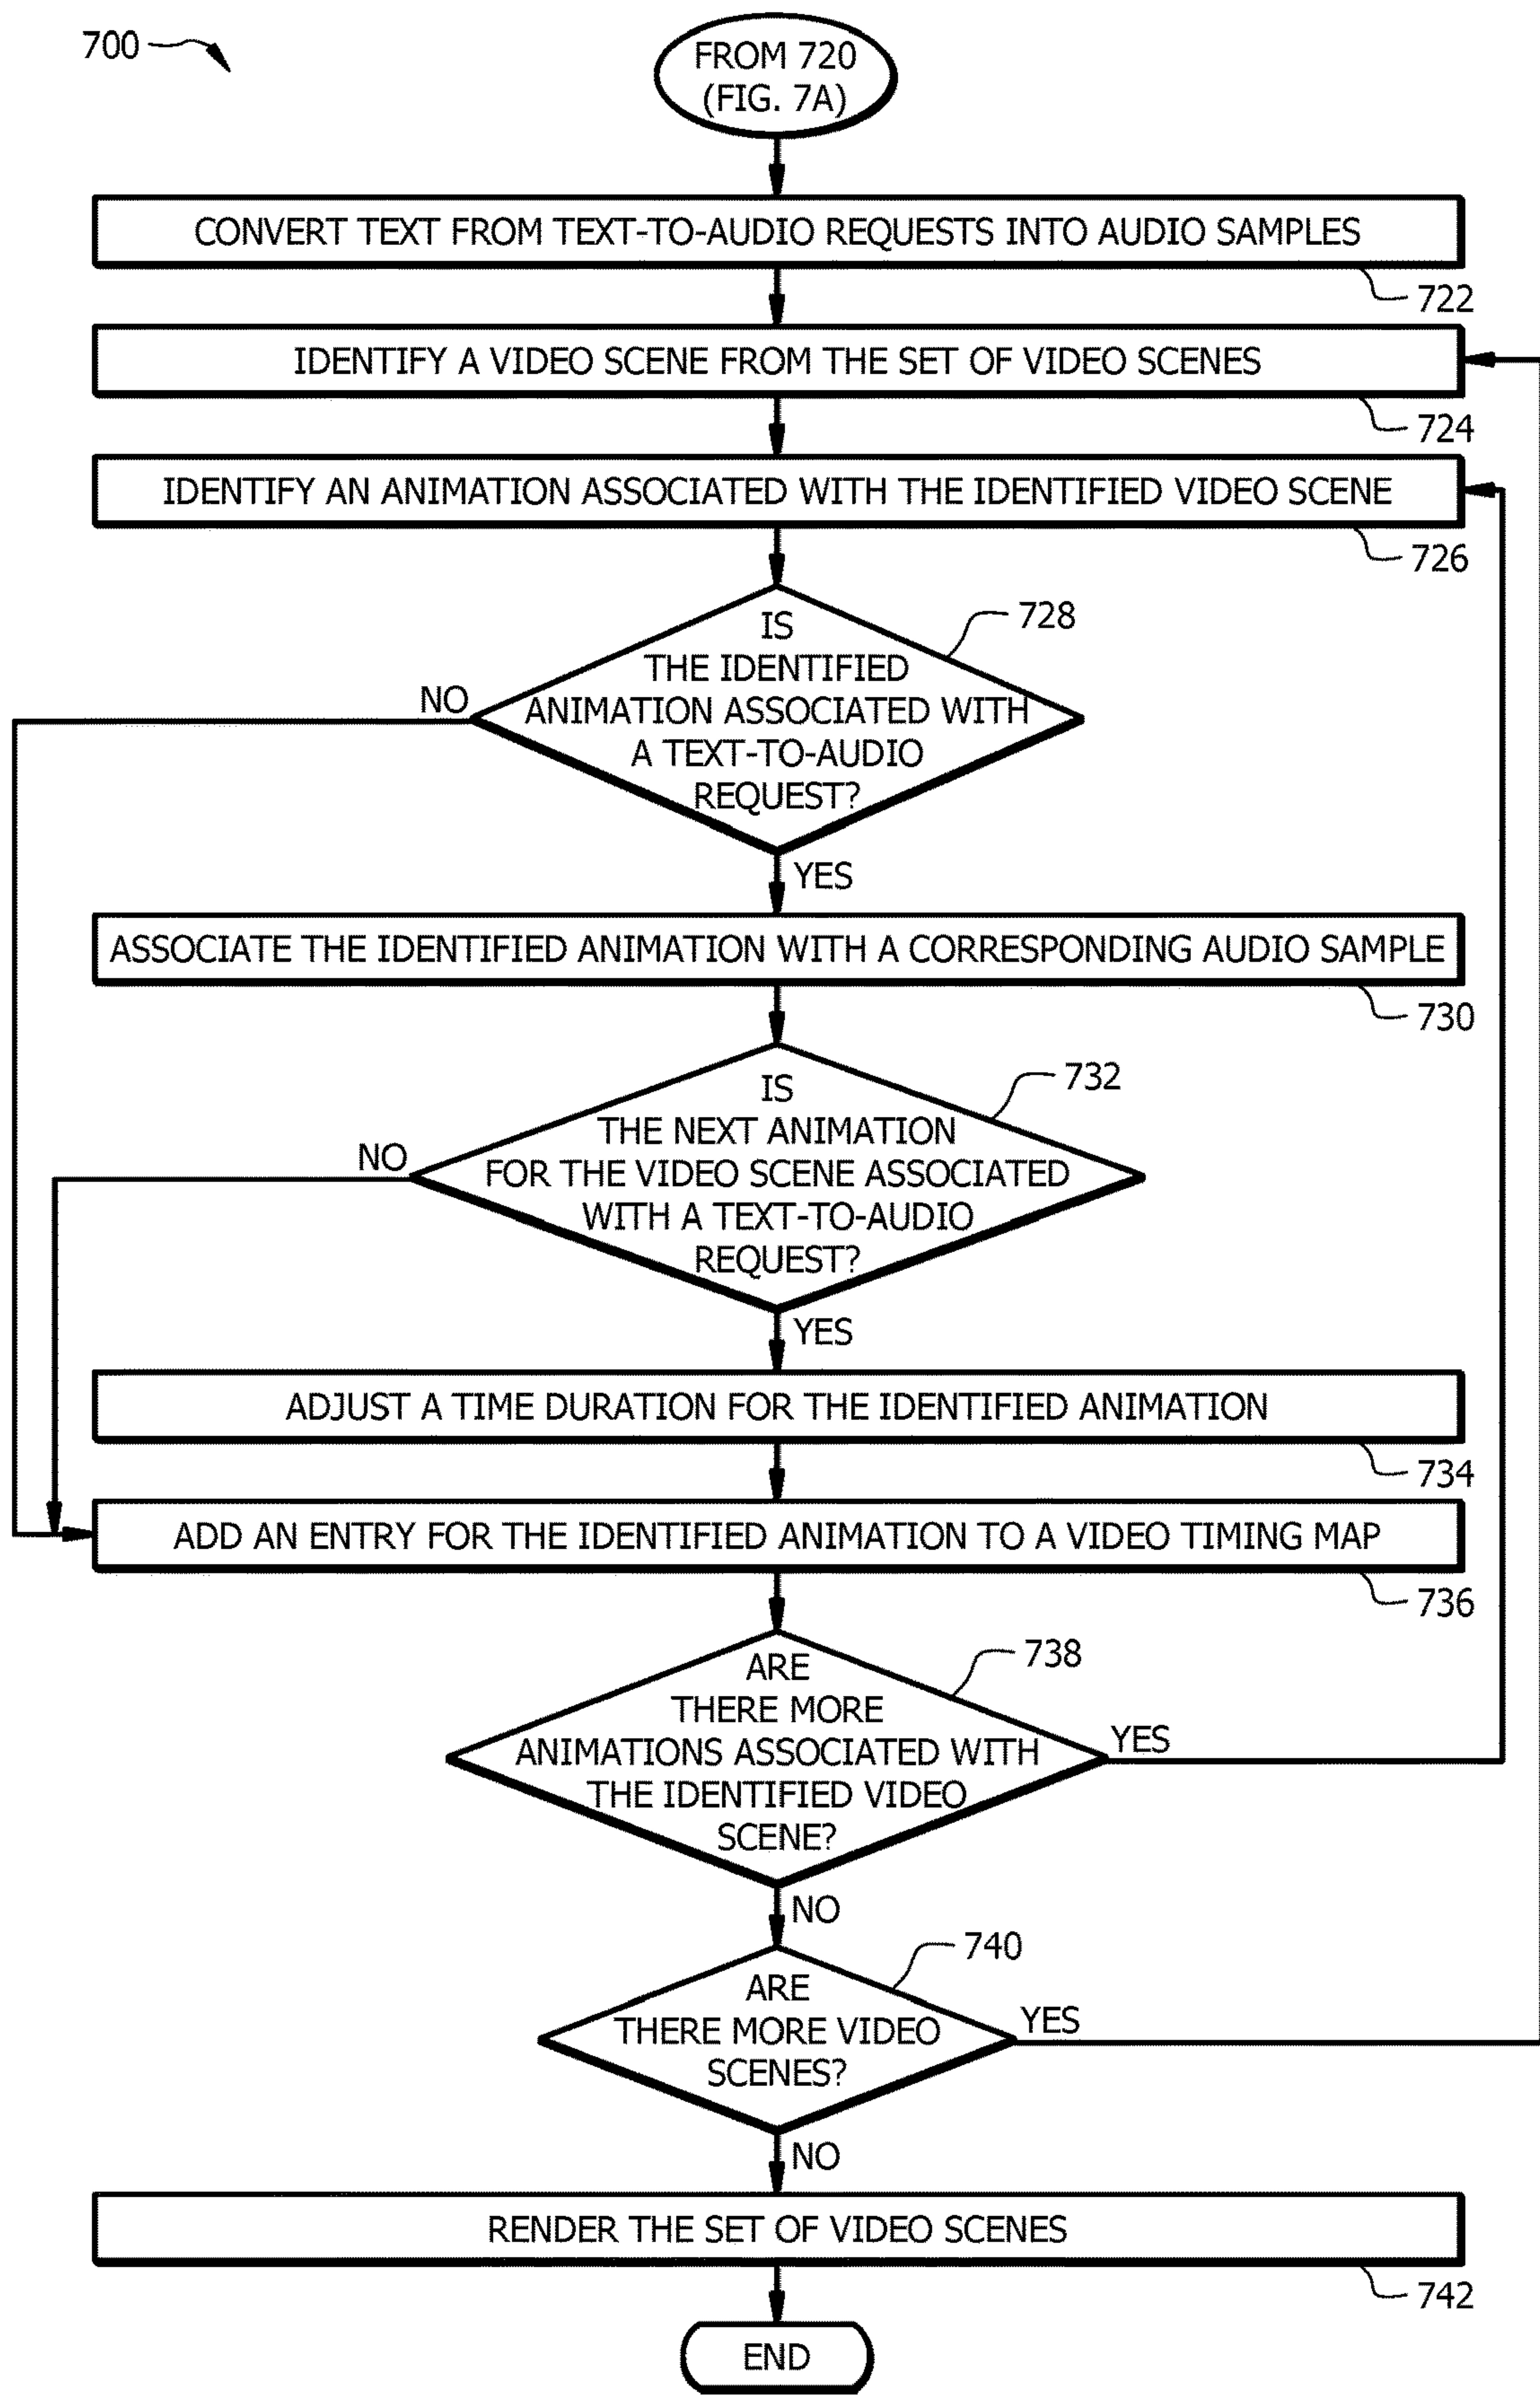 700
FROM 720
(FIG. 7A)
CONVERT TEXT FROM TEXT-TO-AUDIO REQUESTS INTO AUDIO SAMPLES
722
IDENTIFY A VIDEO SCENE FROM THE SET OF VIDEO SCENES
724
IDENTIFY AN ANIMATION ASSOCIATED WITH THE IDENTIFIED VIDEO SCENE
726
728
IS
THE IDENTIFIED
ANIMATION ASSOCIATED WITH
A TEXT-TO-AUDIO
REQUEST?
NO
YES
ASSOCIATE THE IDENTIFIED ANIMATION WITH A CORRESPONDING AUDIO SAMPLE
730
732
IS
THE NEXT ANIMATION
FOR THE VIDEO SCENE ASSOCIATED
WITH A TEXT-TO-AUDIO
REQUEST?
NO
YES
ADJUST A TIME DURATION FOR THE IDENTIFIED ANIMATION
734
ADD AN ENTRY FOR THE IDENTIFIED ANIMATION TO A VIDEO TIMING MAP
736
738
ARE
THERE MORE
ANIMATIONS ASSOCIATED WITH
THE IDENTIFIED VIDEO
SCENE?
YES
NO
740
ARE
THERE MORE VIDEO
SCENES?
YES
NO
RENDER THE SET OF VIDEO SCENES
742
END